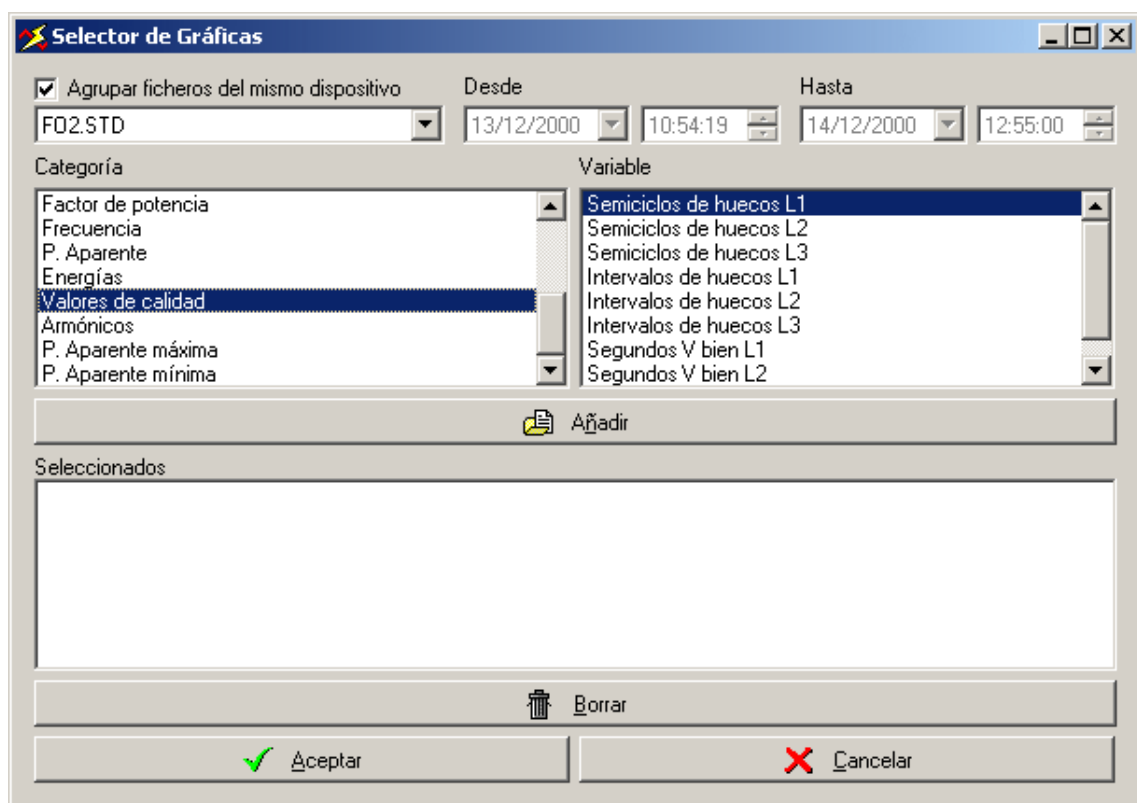 Selector de Gráficas
Agrupar ficheros del mismo dispositivo
Desde
Hasta
F02.STD
13/12/2000
10:54:19
14/12/2000
12:55:00
Categoría
Variable
Factor de potencia
Frecuencia
P. Aparente
Energías
Valores de calidad
Armónicos
P. Aparente máxima
P. Aparente mínima
Semiciclos de huecos L1
Semiciclos de huecos L2
Semiciclos de huecos L3
Intervalos de huecos L1
Intervalos de huecos L2
Intervalos de huecos L3
Segundos V bien L1
Segundos V bien L2
Añadir
Seleccionados
Borrar
Aceptar
Cancelar